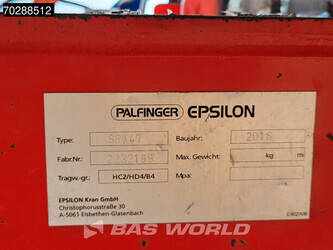 70288512
PALFINGER EPSILON
Type: Baujahr:
Fabr.Nr. Max. Gewicht: kg m
Tragw.-gr.: HC2/HD4/B4 Mpa:
EPSILON Kran GmbH
Christophorusstraße 30
A-5061 Elsbethen-Glasenbach
BAS WORLD